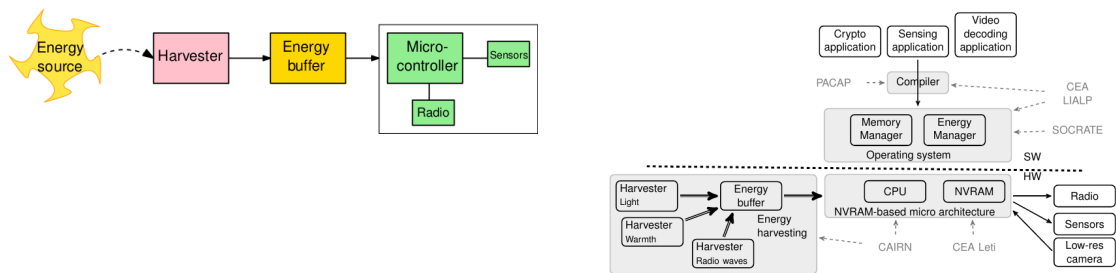 Energy
source
Harvester
Energy
buffer
Micro-
controller
Sensors
Radio
Crypto
application
Sensing
application
Video
decoding
application
PACAP
Compiler
CEA
LIALP
Memory
Manager
Energy
Manager
SOCRATE
Operating system
SW
HW
Harvester
Light
Energy
buffer
CPU
NVRAM
Radio
NVRAM-based micro architecture
Harvester
Warmth
Energy
harvesting
Sensors
Harvester
Radio waves
CAIRN
CEA Leti
Low-res
camera